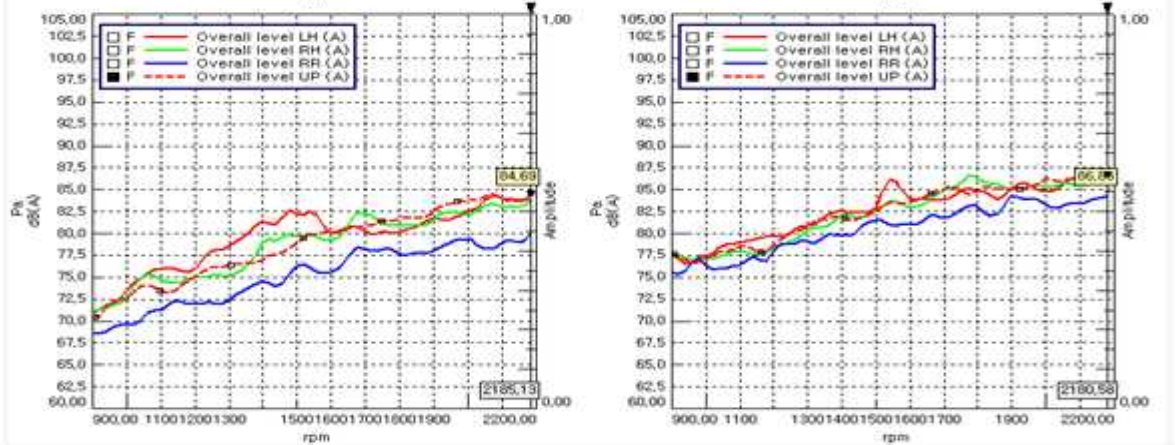 105,00
102,5
100,0
97,5
95,0
92,5
90,0
87,5
85,0
82,5
80,0
77,5
75,0
72,5
70,0
67,5
65,0
62,5
60,00
Pa
dB(A)
F Overall level LH (A)
F Overall level RH (A)
F Overall level RR (A)
F Overall level UP (A)
84,69
2185,13
1,00
Amplitude
0,00
900,00 1100 1200 1300 1500 1600 1700 1900 2200,00
rpm
105,00
102,5
100,0
97,5
95,0
92,5
90,0
87,5
85,0
82,5
80,0
77,5
75,0
72,5
70,0
67,5
65,0
62,5
60,00
Pa
dB(A)
F Overall level LH (A)
F Overall level RH (A)
F Overall level RR (A)
F Overall level UP (A)
2180,58
1,00
Amplitude
0,00
900,00 1100 1300 1400 1500 1600 1700 1900 2200,00
rpm